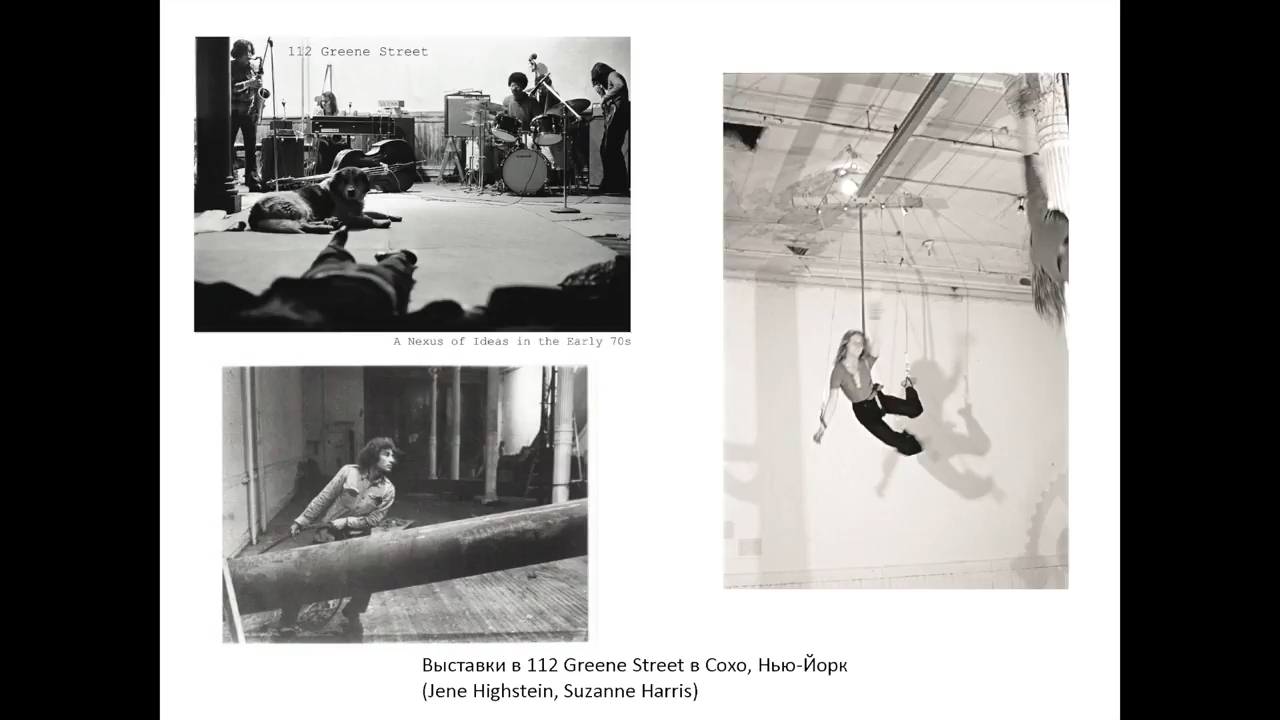 112 Greene Street
A Nexus of Ideas in the Early 70s
Выставки в 112 Greene Street в Сохо, Нью-Йорк
(Jene Highstein, Suzanne Harris)